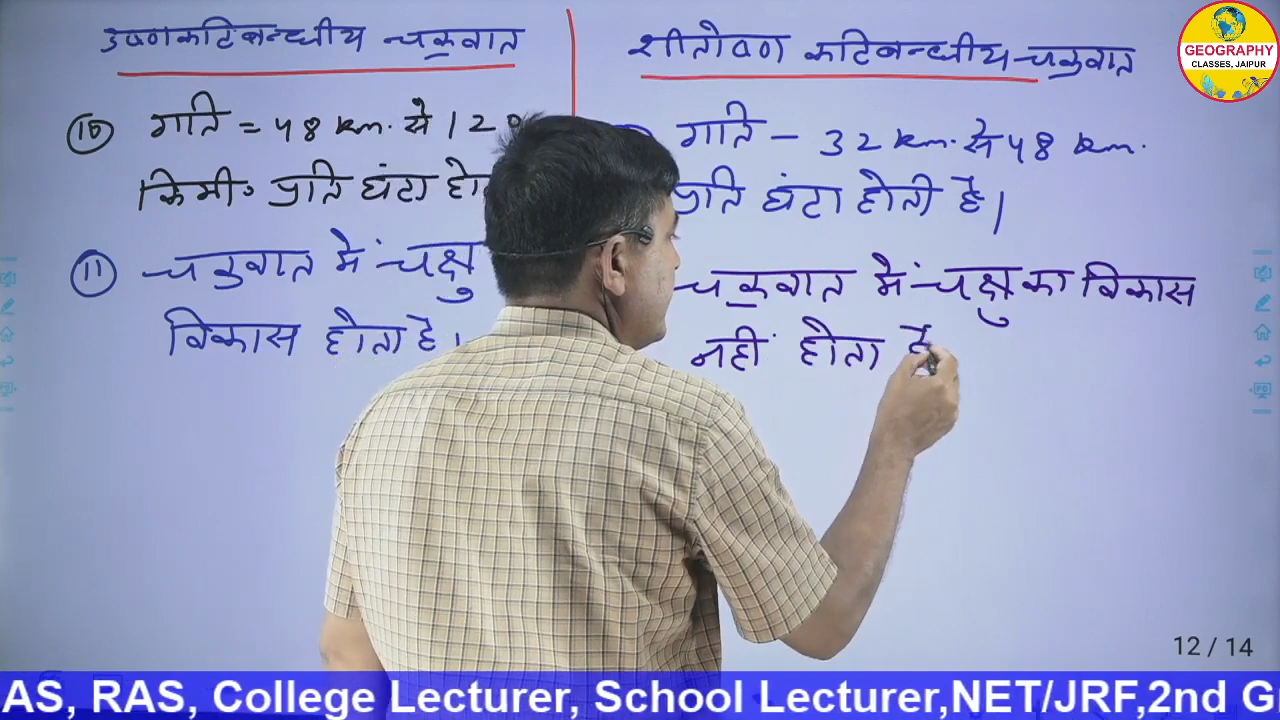 उष्णकटिबन्धीय चक्रवात
शीतोष्ण कटिबन्धीय चक्रवात
GEOGRAPHY
CLASSES, JAIPUR
10 गति = 48 km. से 120
किमी॰ प्रति घंटा हो
गति – 32 km. से 48 km.
प्रति घंटा होती है।
11 चक्रवात में चक्षु
विकास होता है।
चक्रवात में चक्षु का विकास
नहीं होता है
12 / 14
AS, RAS, College Lecturer, School Lecturer,NET/JRF,2nd G